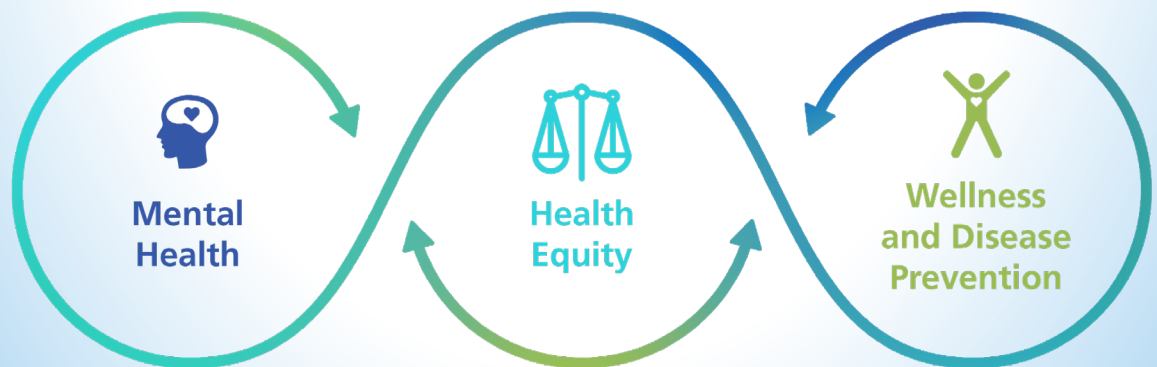 Mental
Health
Health
Equity
Wellness
and Disease
Prevention